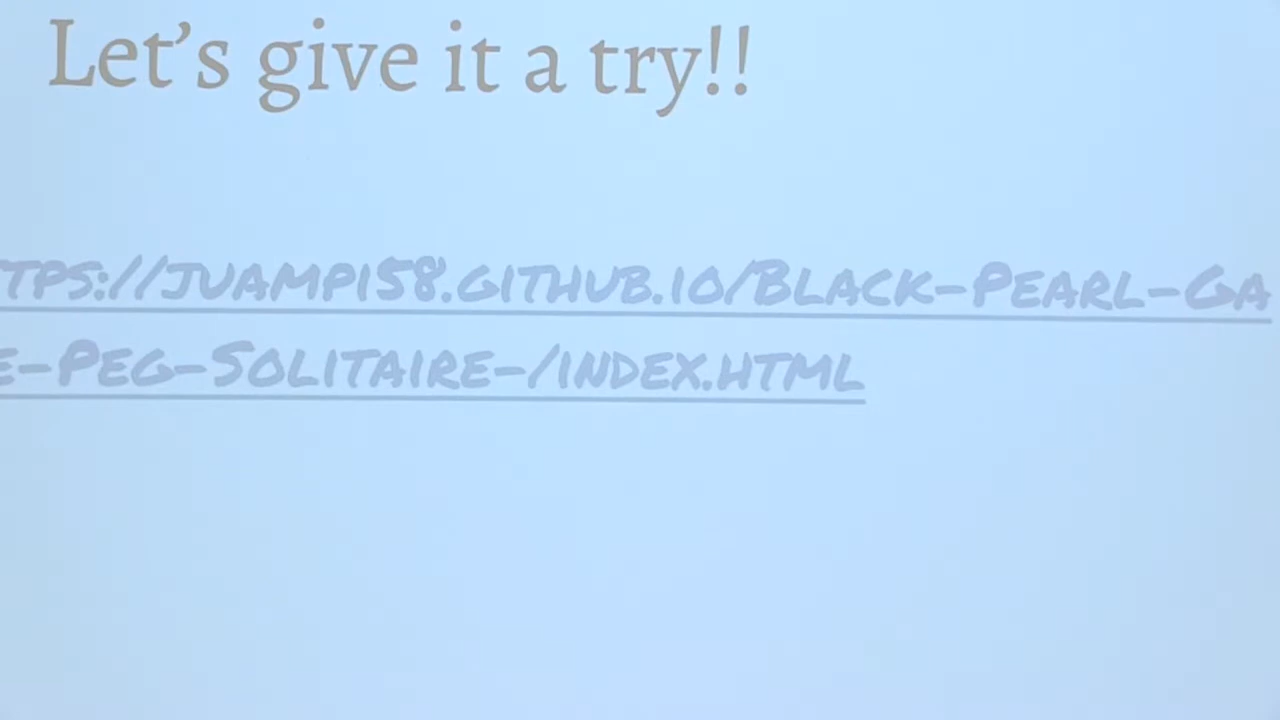 Let's give it a try!!
TPS://JUAMPI58.GITHUB.IO/BLACK-PEARL-GA
E-PEG-SOLITAIRE-/INDEX.HTML